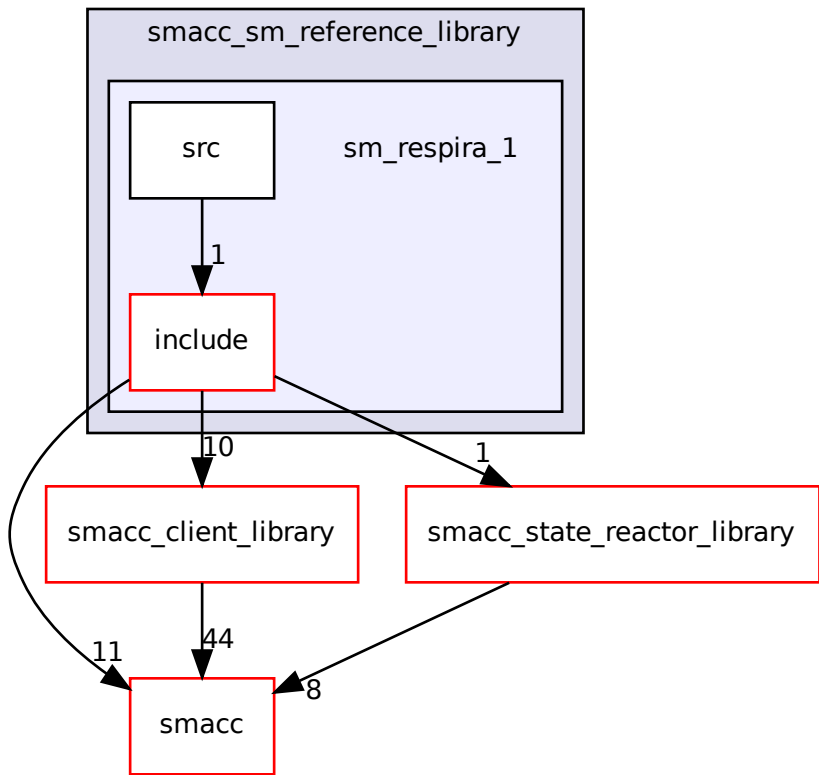 smacc_sm_reference_library
src
sm_respira_1
1
include
10
1
smacc_client_library
smacc_state_reactor_library
11
44
8
smacc